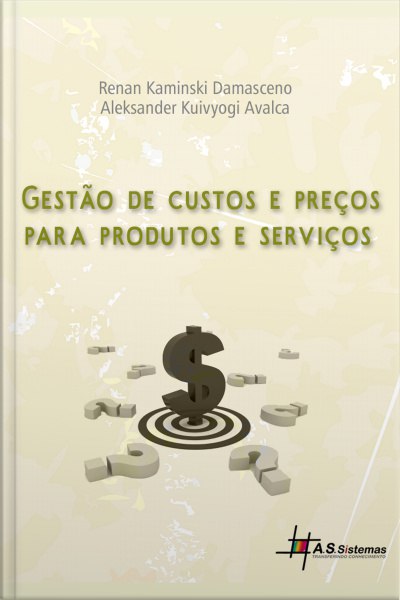 Renan Kaminski Damasceno
Aleksander Kuivyogi Avalca
GESTÃO DE CUSTOS E PREÇOS
PARA PRODUTOS E SERVIÇOS
A.S. Sistemas
TRANSFERINDO CONHECIMENTO